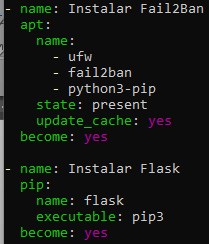 - name: Instalar Fail2Ban
  apt:
    name:
      - ufw
      - fail2ban
      - python3-pip
    state: present
    update_cache: yes
  become: yes

- name: Instalar Flask
  pip:
    name: flask
    executable: pip3
  become: yes